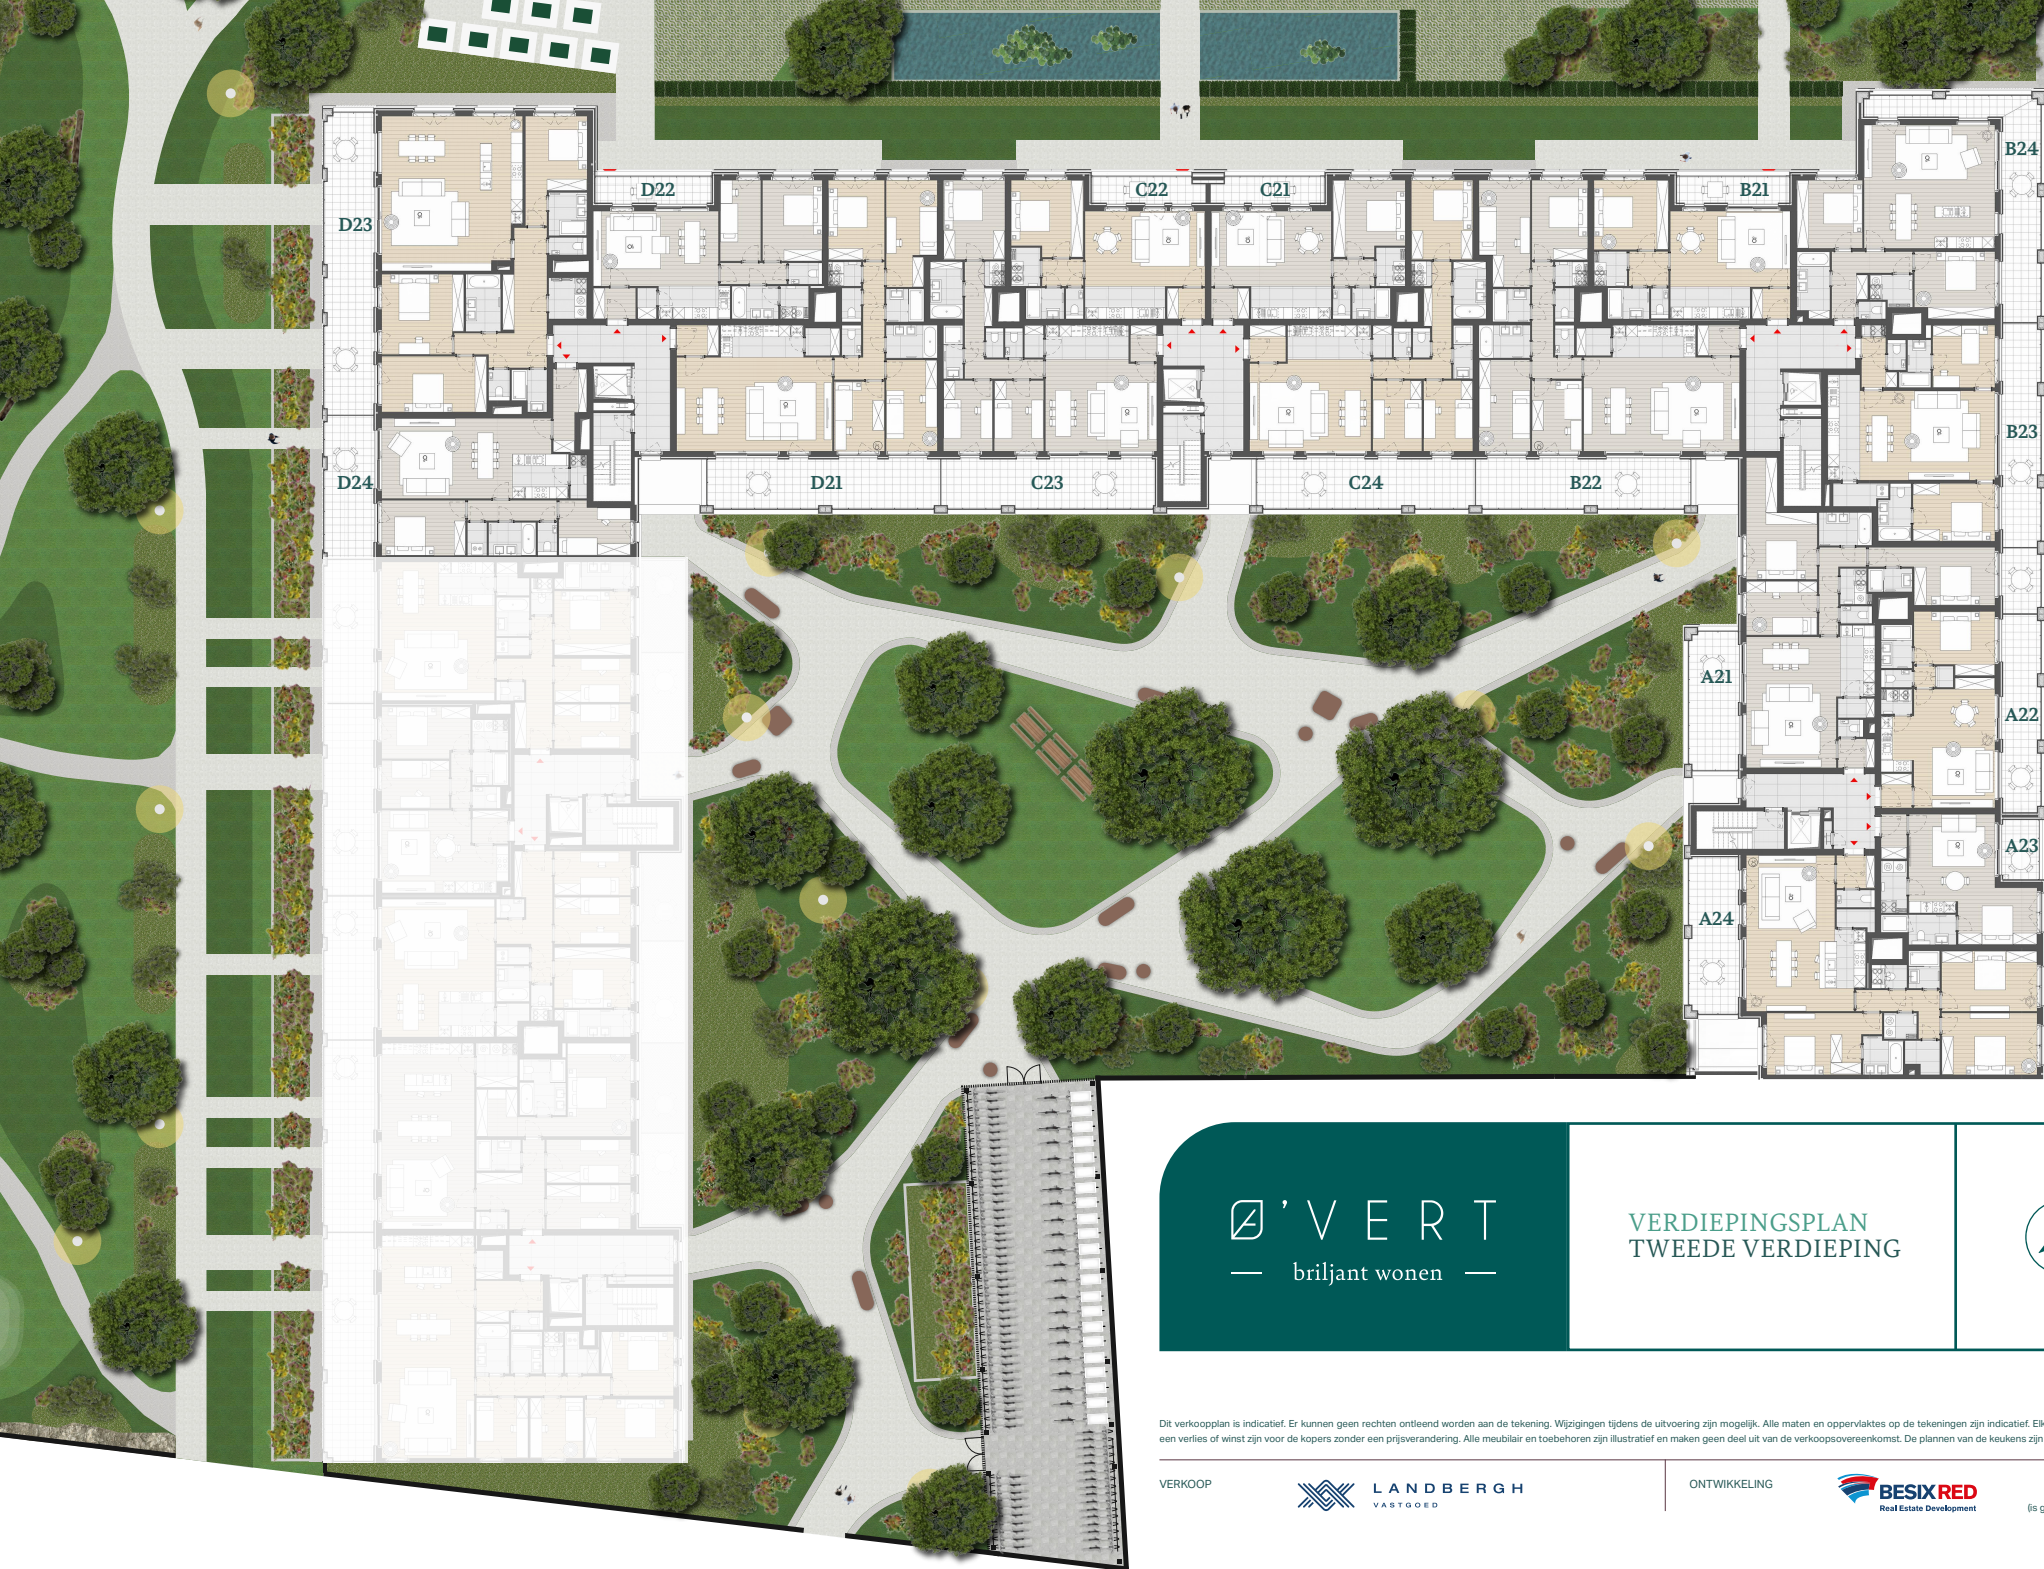 B24
D22
C22
C21
B21
D23
B23
D24
D21
C23
C24
B22
A21
A22
A23
A24
Ø'VERT
briljant wonen
VERDIEPINGSPLAN
TWEEDE VERDIEPING
Dit verkoopplan is indicatief. Er kunnen geen rechten ontleend worden aan de tekening. Wijzigingen tijdens de uitvoering zijn mogelijk. Alle maten en oppervlaktes op de tekeningen zijn indicatief.
een verlies of winst zijn voor de kopers zonder een prijsverandering. Alle meubilair en toebehoren zijn illustratief en maken geen deel uit van de verkoopsovereenkomst. De plannen van de keukens zijn
VERKOOP
LANDBERGH
VASTGOED
ONTWIKKELING
BESIX RED
Real Estate Development
(is